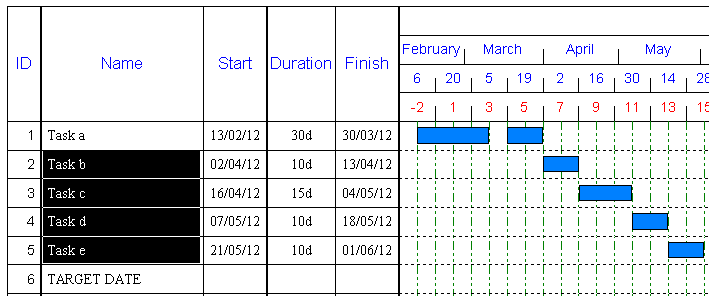 February March April May
ID Name Start Duration Finish
6 20 5 19 2 16 30 14 28
-2 1 3 5 7 9 11 13 15
1 Task a 13/02/12 30d 30/03/12
2 Task b 02/04/12 10d 13/04/12
3 Task c 16/04/12 15d 04/05/12
4 Task d 07/05/12 10d 18/05/12
5 Task e 21/05/12 10d 01/06/12
6 TARGET DATE